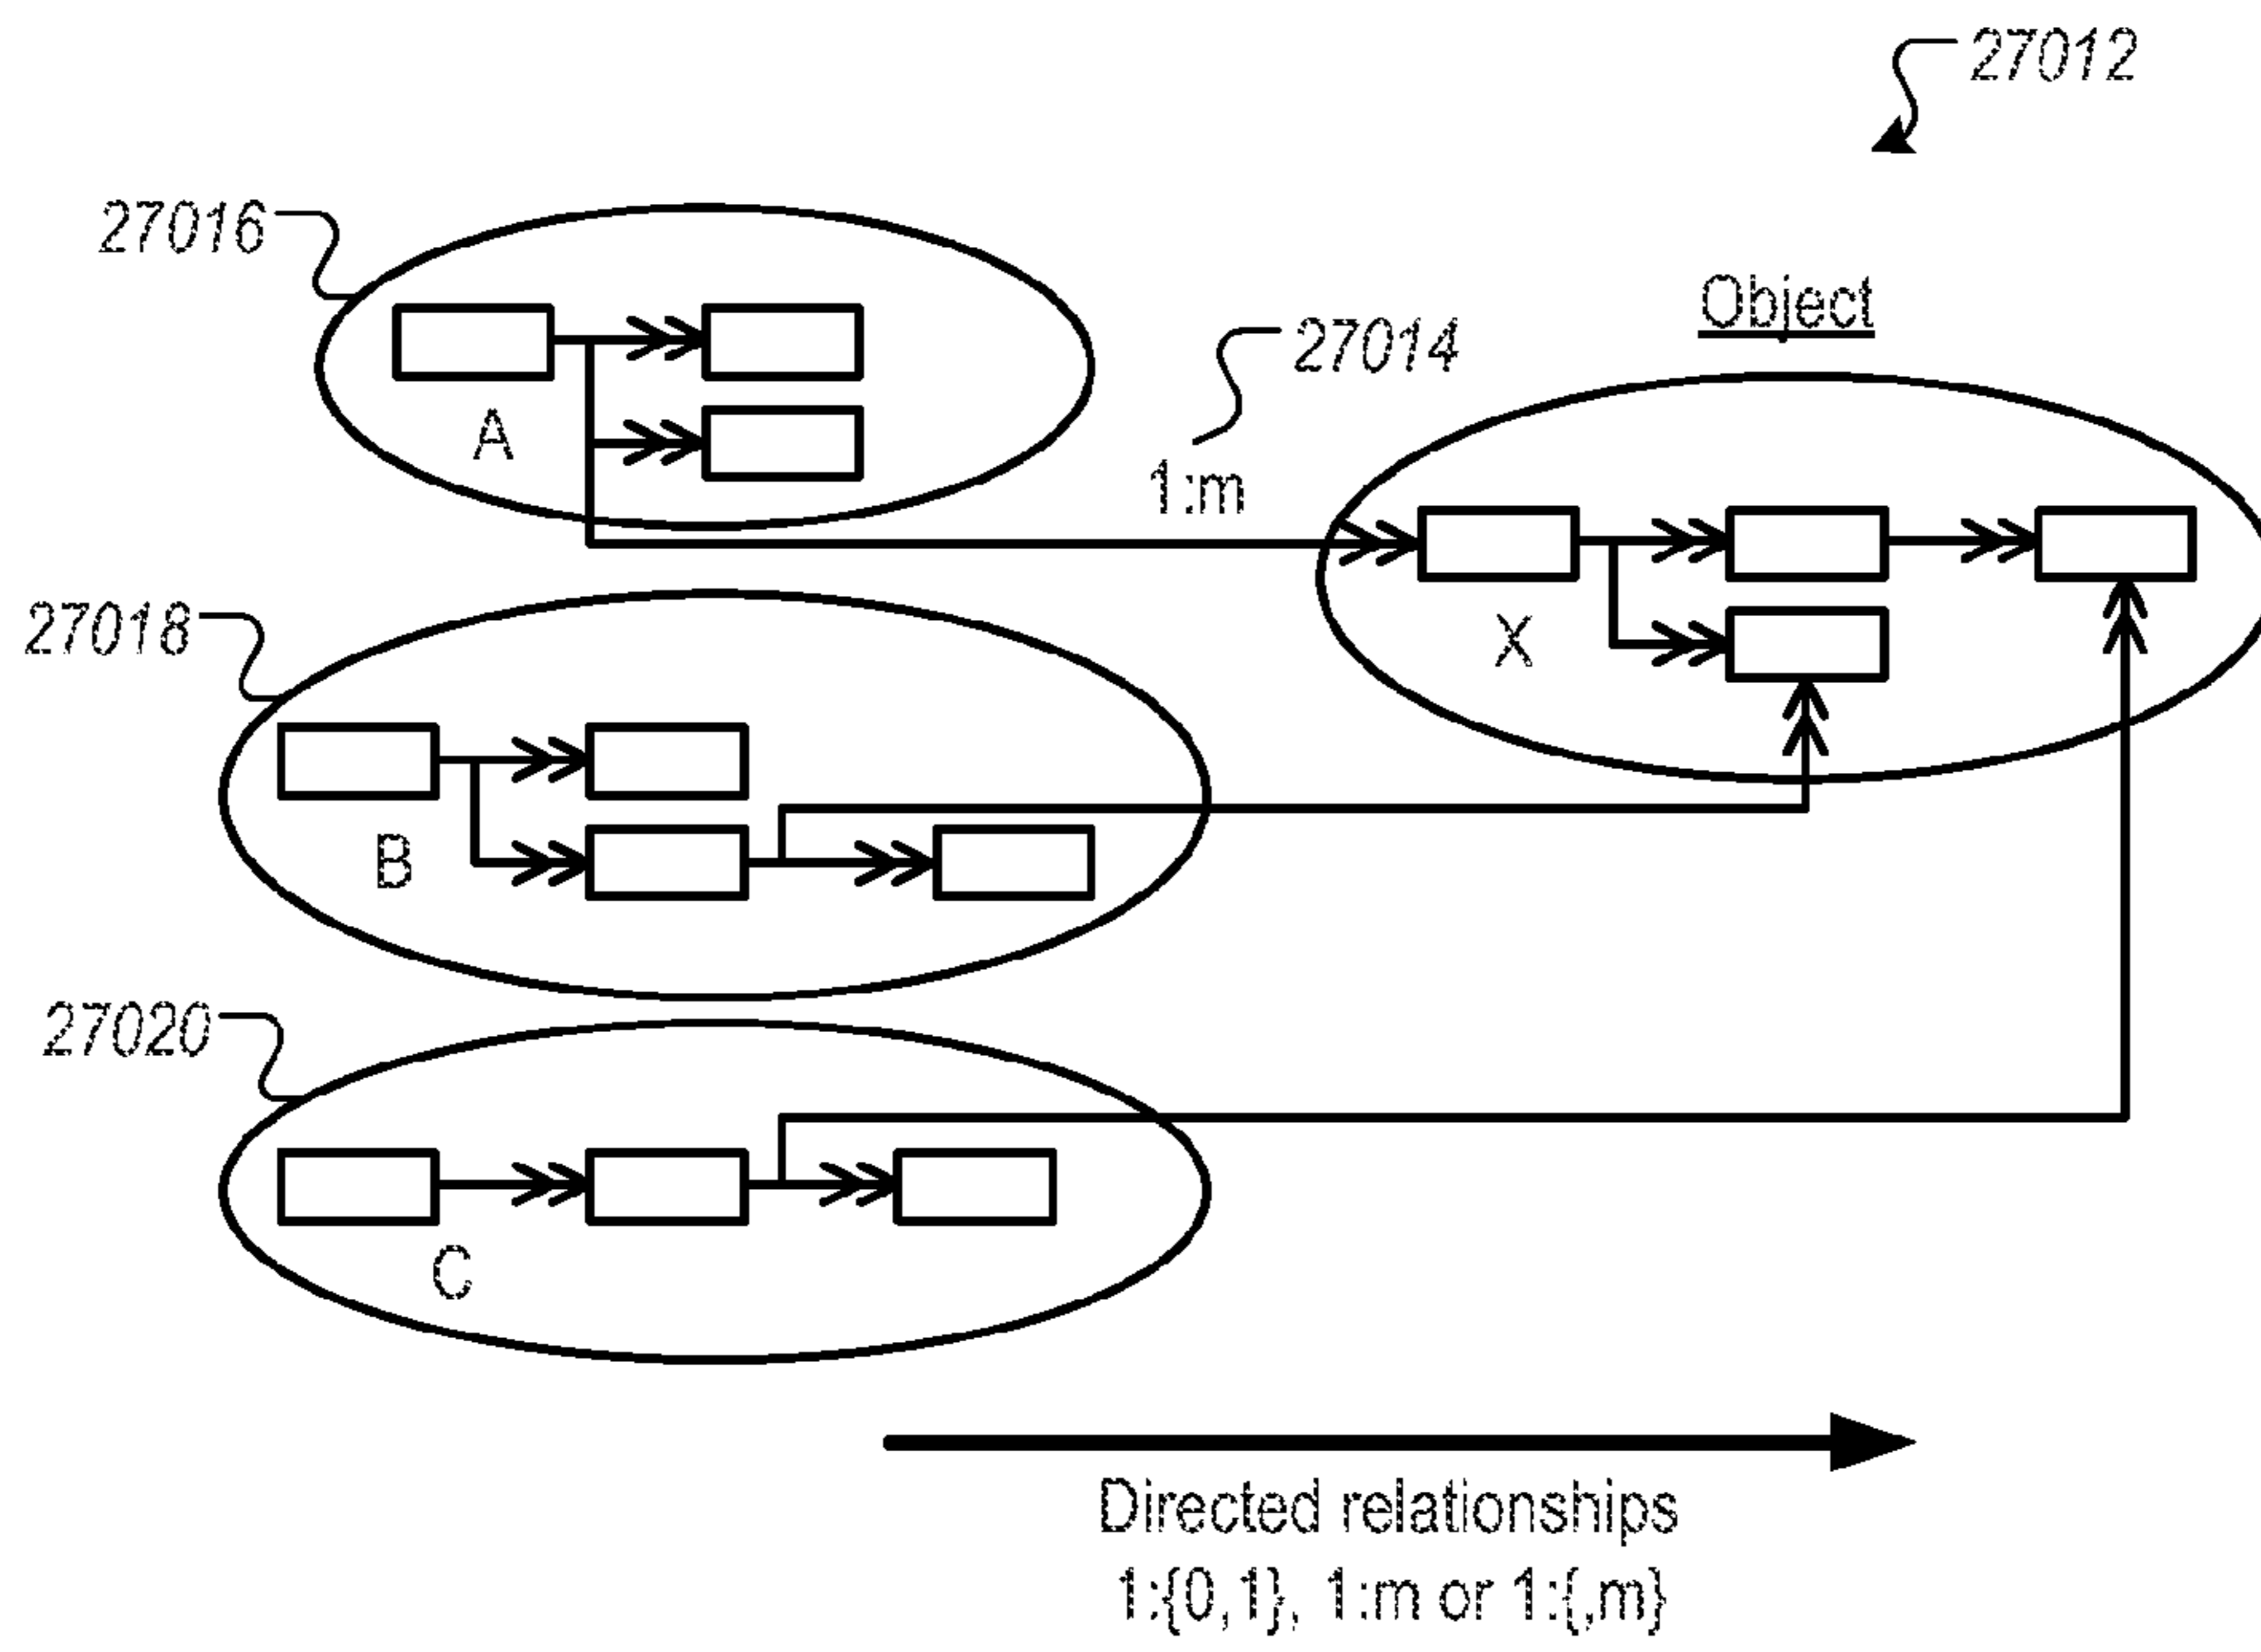 27012
27016
Object
27014
A
1:m
27018
X
B
27020
C
Directed relationships
1:{0,1}, 1:m or 1:{,m}